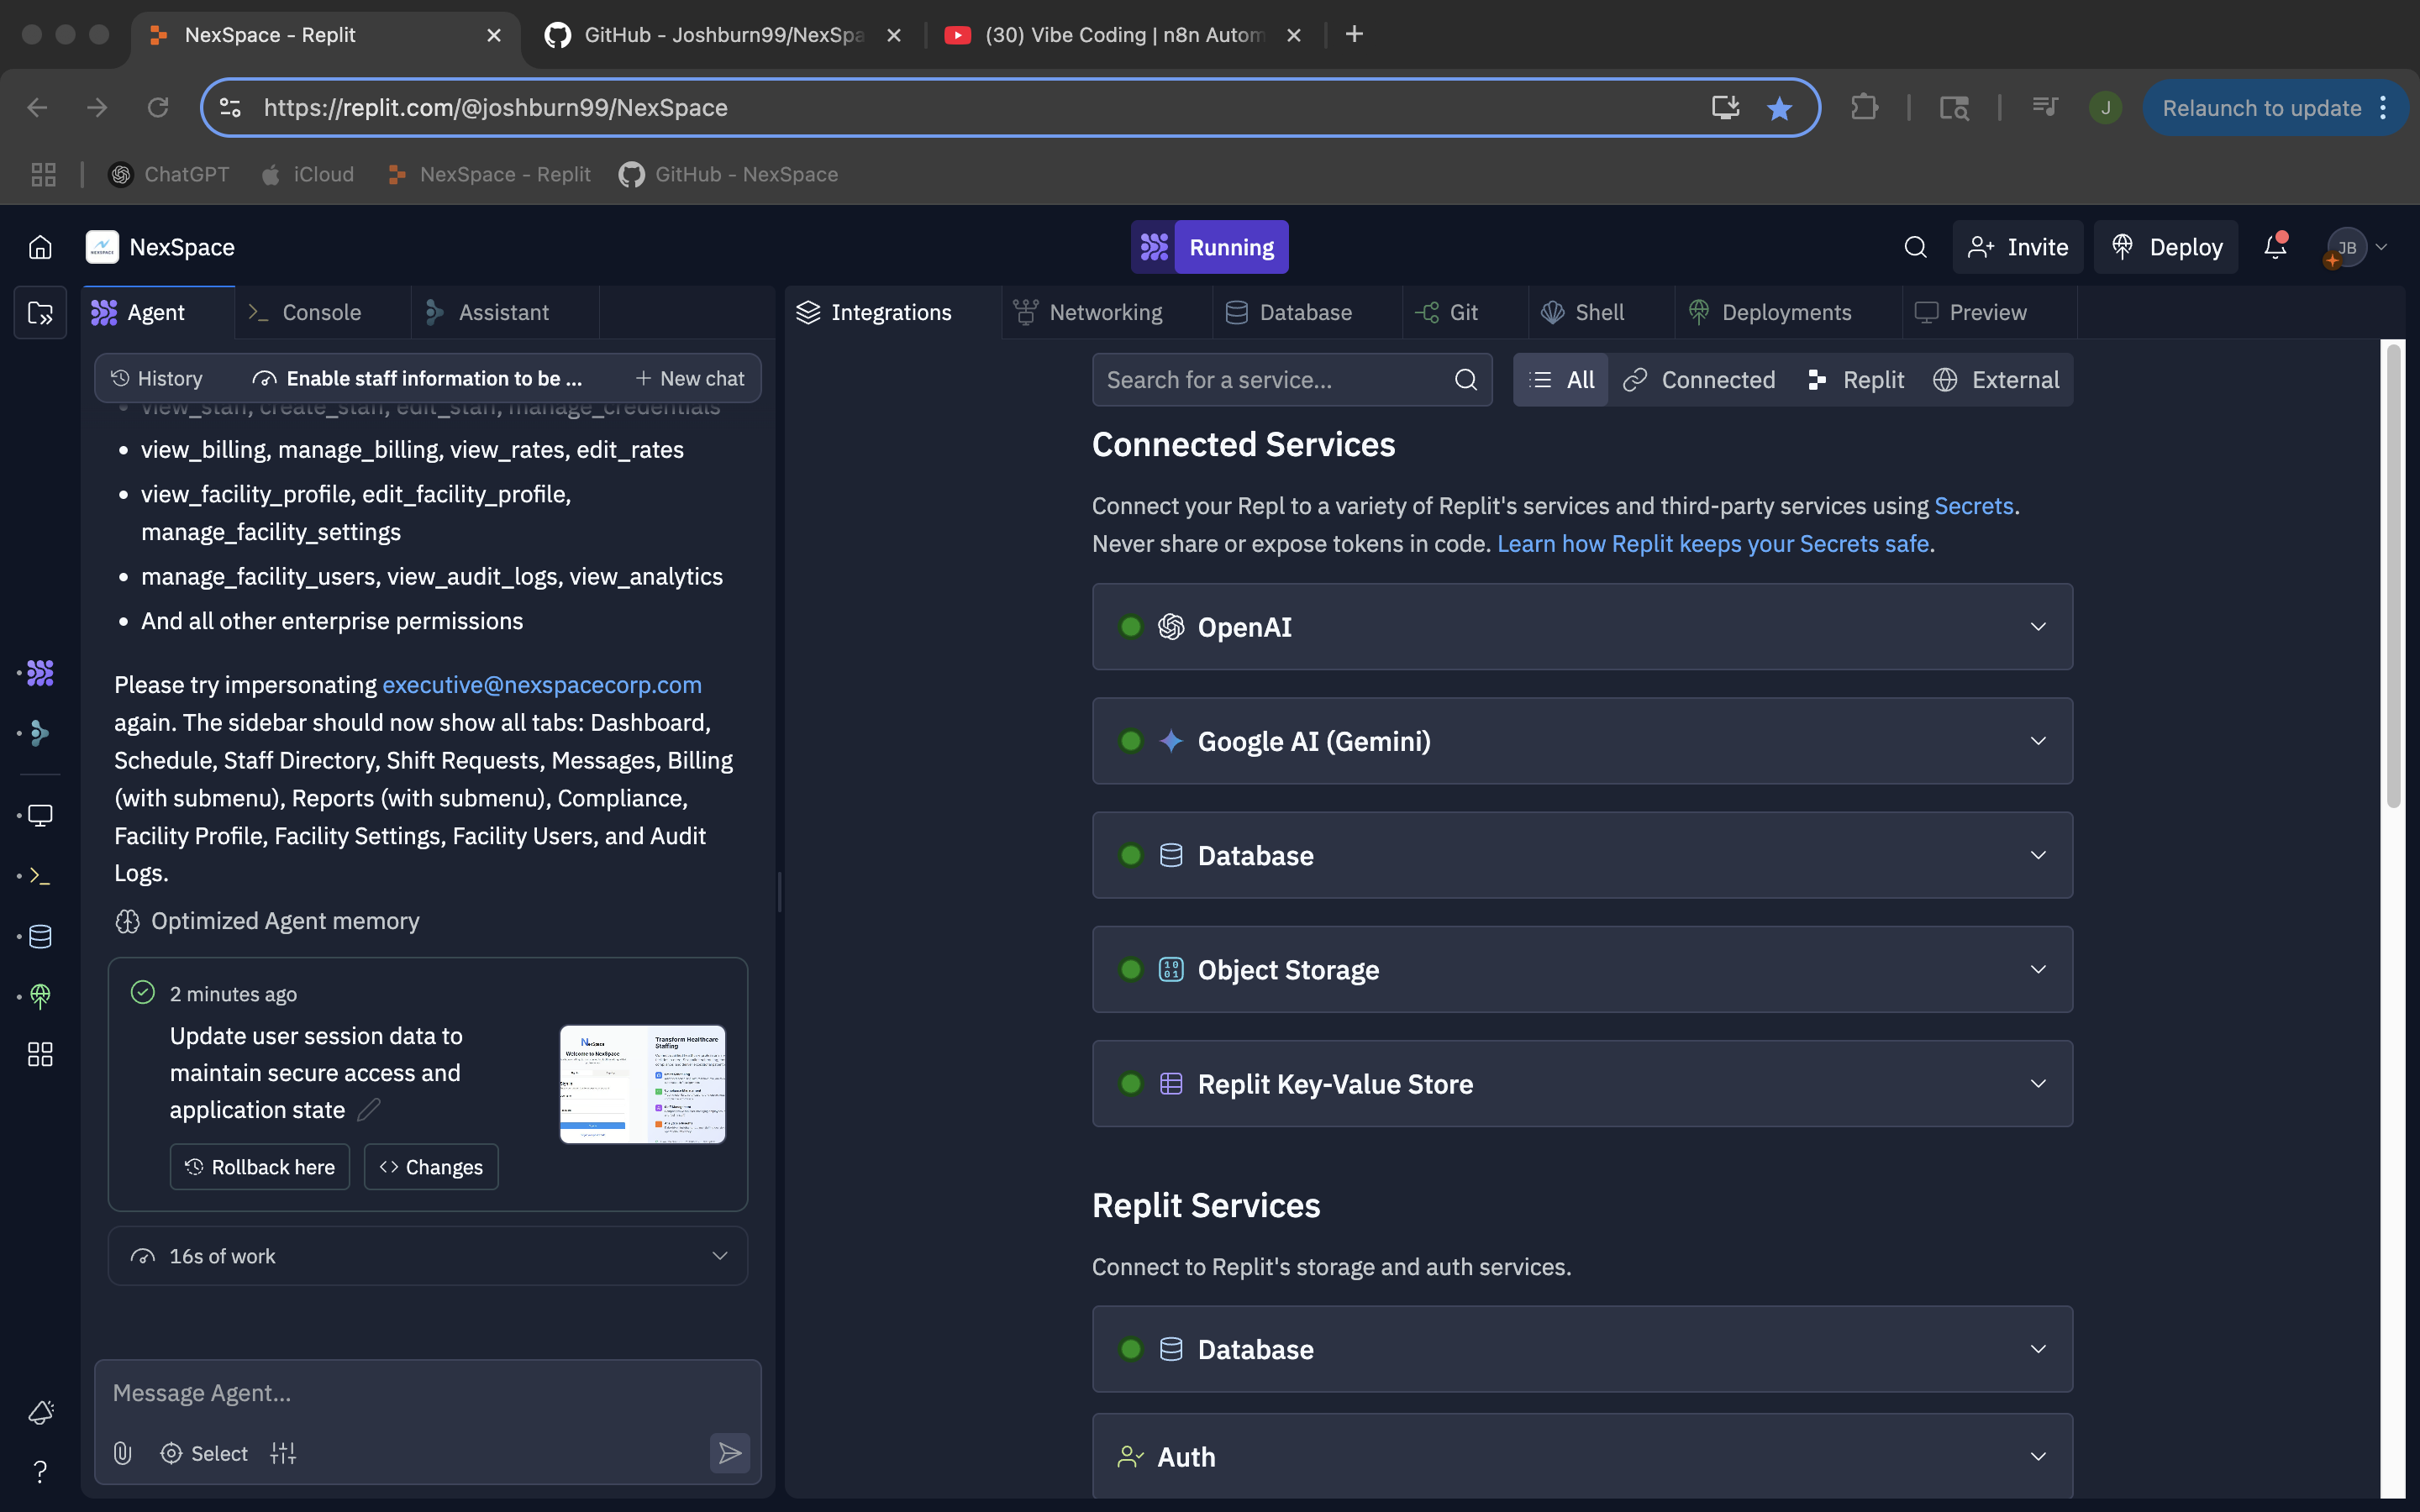 NexSpace - Replit
GitHub - Joshburn99/NexSpa
(30) Vibe Coding | n8n Autom
https://replit.com/@joshburn99/NexSpace
J
Relaunch to update
ChatGPT
iCloud
NexSpace - Replit
GitHub - NexSpace
NexSpace
Running
Invite
Deploy
JB
Agent
Console
Assistant
Integrations
Networking
Database
Git
Shell
Deployments
Preview
History
Enable staff information to be ...
New chat
view_staff, create_staff, edit_staff, manage_credentials
view_billing, manage_billing, view_rates, edit_rates
view_facility_profile, edit_facility_profile,
manage_facility_settings
manage_facility_users, view_audit_logs, view_analytics
And all other enterprise permissions
Please try impersonating executive@nexspacecorp.com
again. The sidebar should now show all tabs: Dashboard,
Schedule, Staff Directory, Shift Requests, Messages, Billing
(with submenu), Reports (with submenu), Compliance,
Facility Profile, Facility Settings, Facility Users, and Audit
Logs.
Optimized Agent memory
2 minutes ago
Update user session data to
maintain secure access and
application state
NexSpace
Welcome to NexSpace
Transform Healthcare
Staffing
Rollback here
Changes
16s of work
Message Agent...
Select
Search for a service...
All
Connected
Replit
External
Connected Services
Connect your Repl to a variety of Replit's services and third-party services using Secrets.
Never share or expose tokens in code. Learn how Replit keeps your Secrets safe.
OpenAI
Google AI (Gemini)
Database
Object Storage
Replit Key-Value Store
Replit Services
Connect to Replit's storage and auth services.
Database
Auth